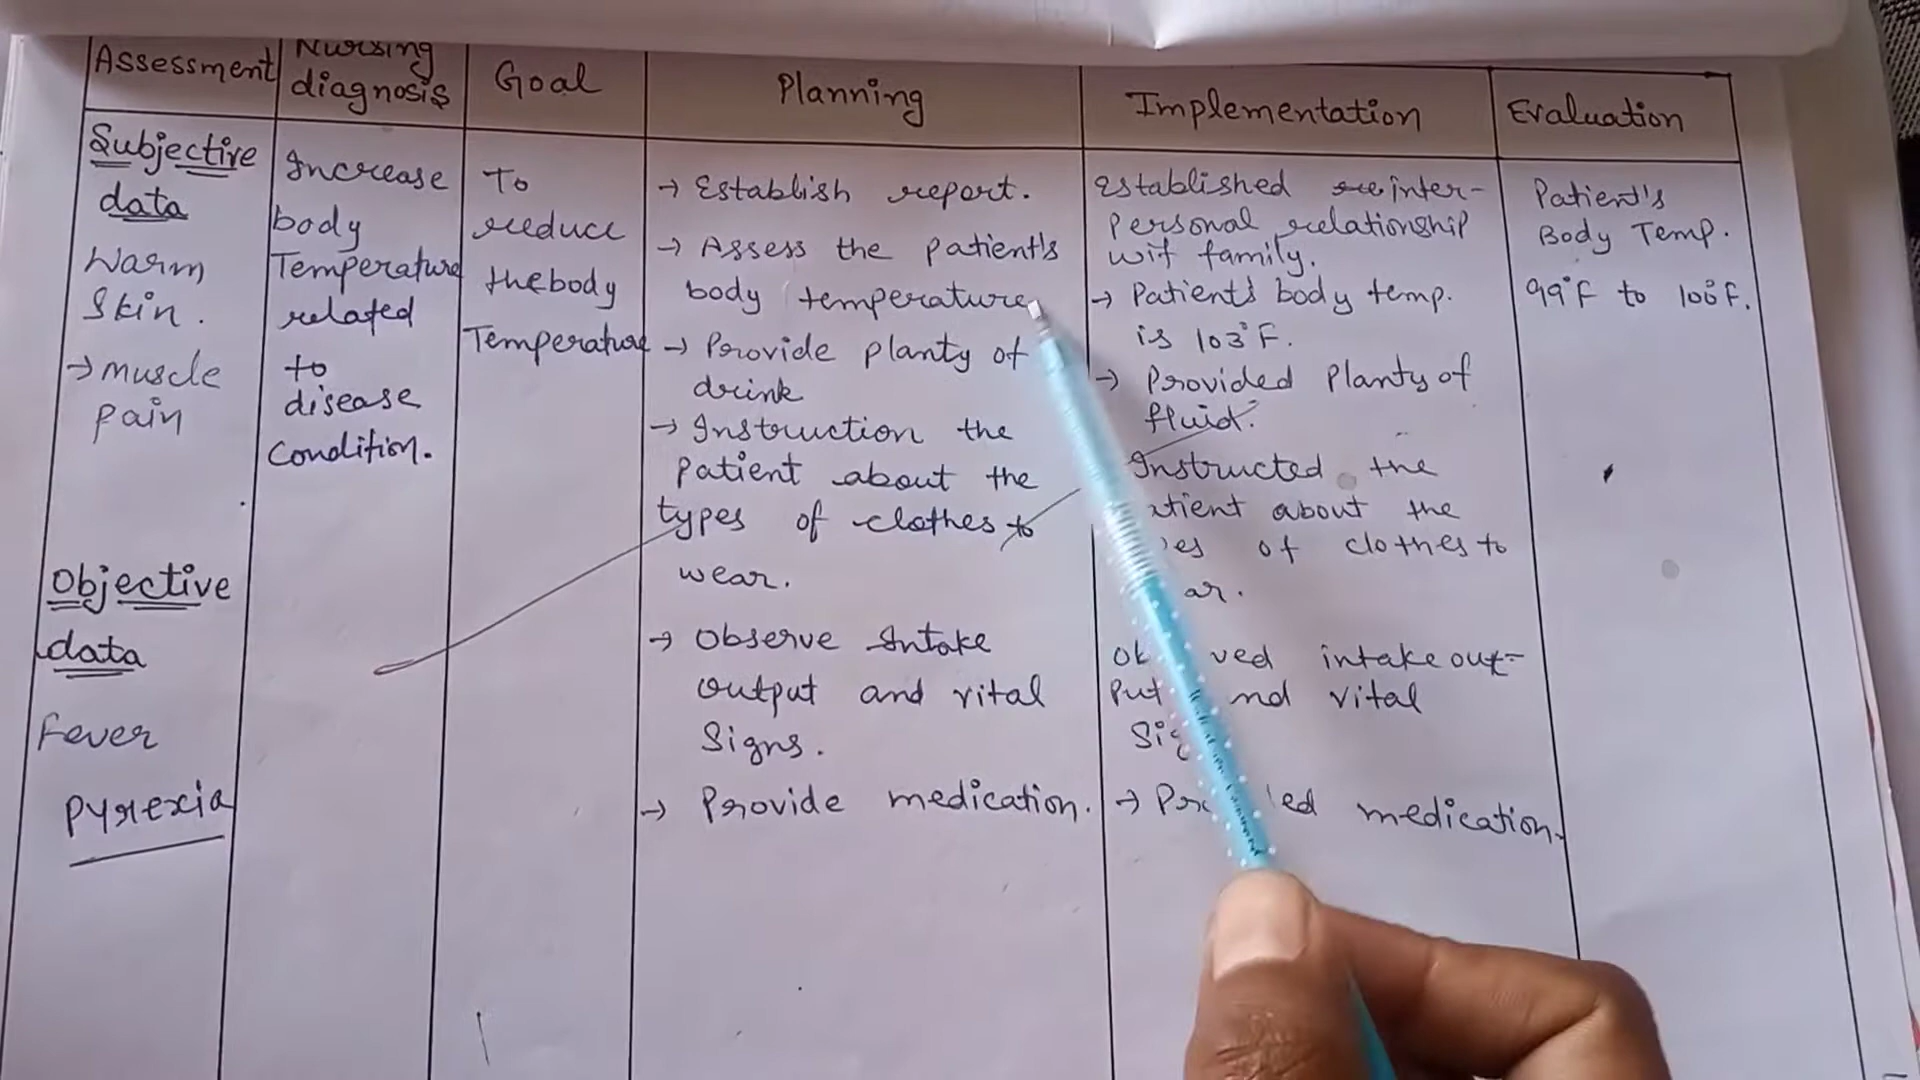 Assessment
Nursing
diagnosis
Goal
Planning
Implementation
Evaluation
Subjective
data
Warm
Skin.
→ muscle
Pain
Objective
data
Fever
Pyrexia
Increase
body
Temperature
related
to
disease
Condition.
To
reduce
the body
Temperature
→ Establish report.
→ Assess the patient's
body temperature
→ Provide planty of
drink
→ Instruction the
patient about the
types of clothes to
wear.
→ Observe Intake
output and vital
Signs.
→ Provide medication.
established inter-
personal relationship
wit family.
→ Patient's body temp.
is 103°F.
→ Provided planty of
fluid.
Instructed the
about the
of clothes to
intake out-
put vital
→ medication.
Patient's
Body Temp.
99°F to 100°F.